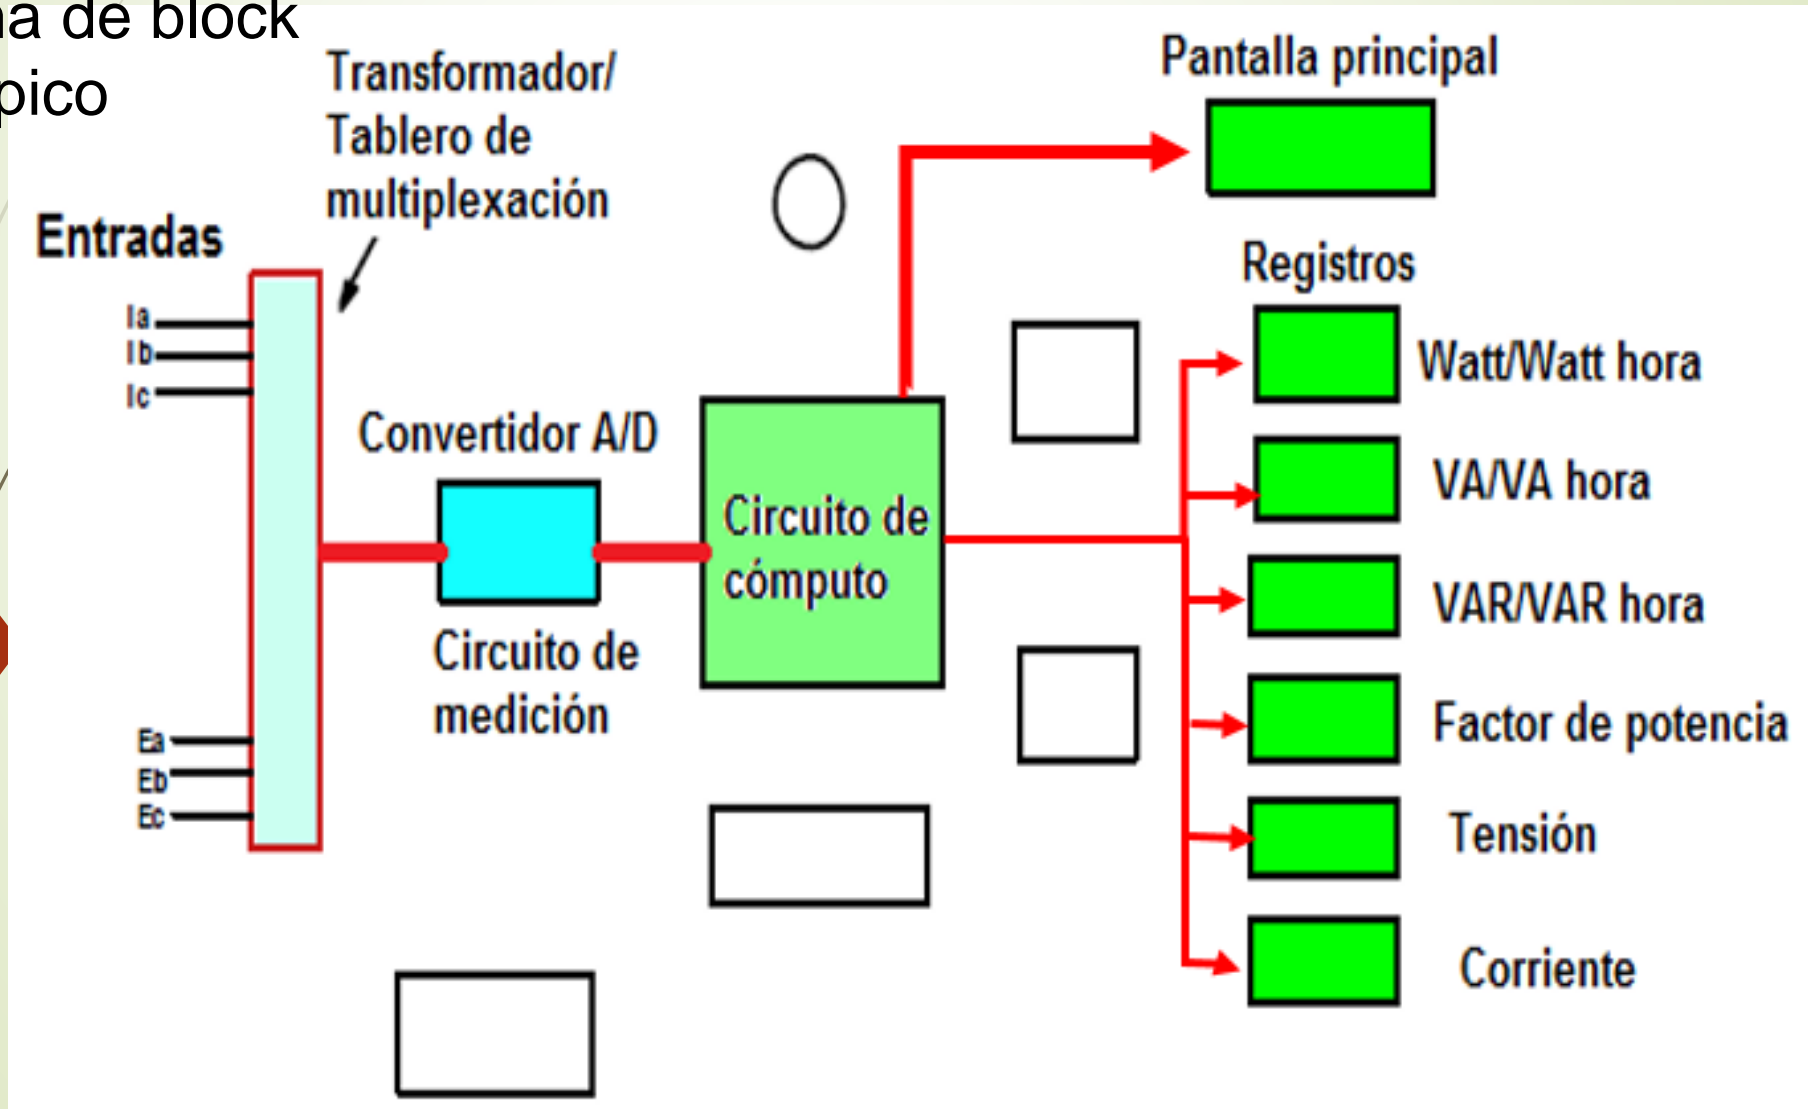 de block
Transformador/
Tablero de
multiplexación
Pantalla principal
Entradas
Ia
Ib
Ic
Registros
Watt/Watt hora
Convertidor A/D
VA/VA hora
Circuito de
cómputo
VAR/VAR hora
Circuito de
medición
Factor de potencia
Ea
Eb
Ec
Tensión
Corriente